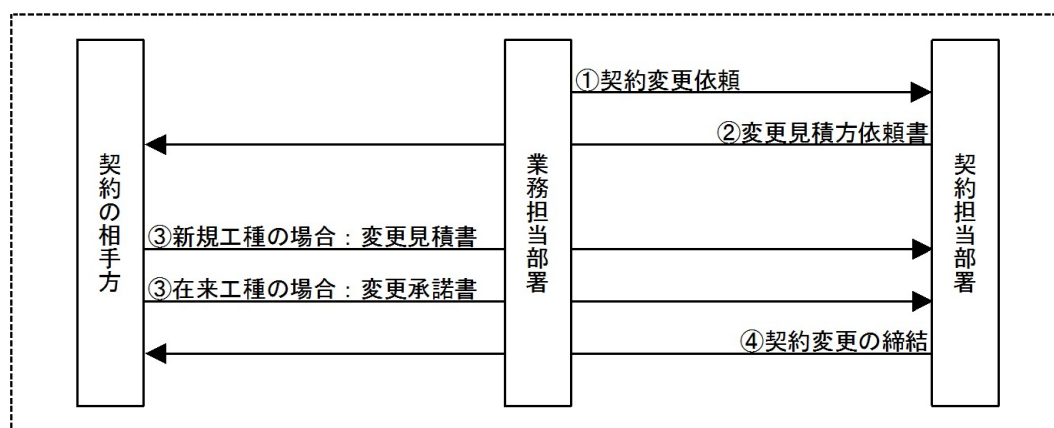 ①契約変更依頼
②変更見積方依頼書
契約の相手方
業務担当部署
契約担当部署
③新規工種の場合：変更見積書
③在来工種の場合：変更承諾書
④契約変更の締結